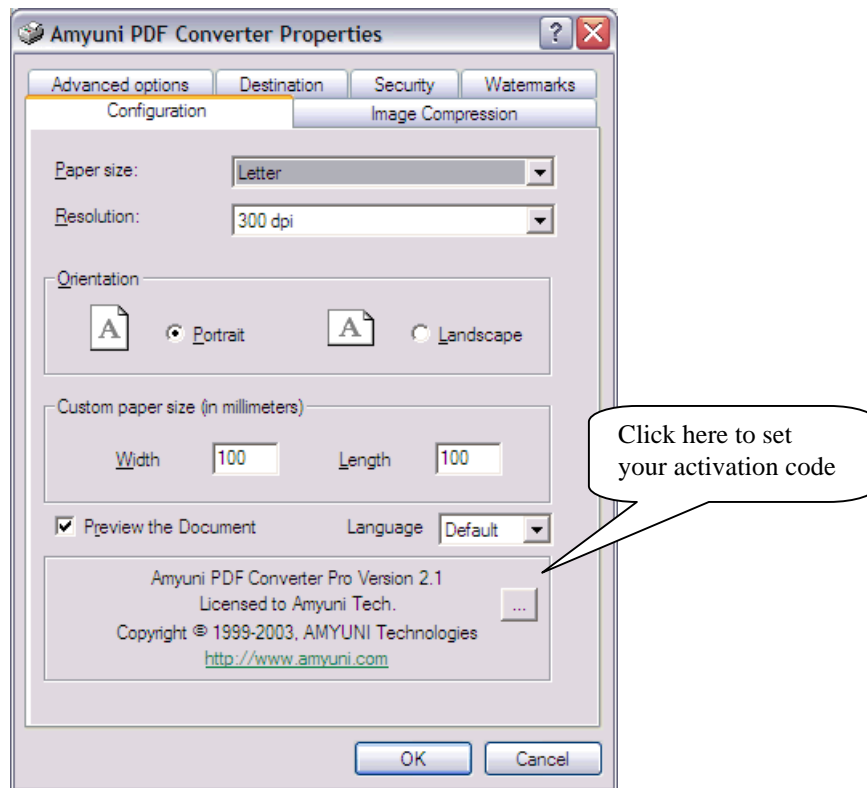 Amyuni PDF Converter Properties
Advanced options Destination Security Watermarks
Configuration Image Compression
Paper size: Letter
Resolution: 300 dpi
Orientation
A Portrait A Landscape
Custom paper size (in millimeters)
Width 100 Length 100
Click here to set
your activation code
Preview the Document Language Default
Amyuni PDF Converter Pro Version 2.1
Licensed to Amyuni Tech.
...
Copyright © 1999-2003, AMYUNI Technologies
http://www.amyuni.com
OK Cancel